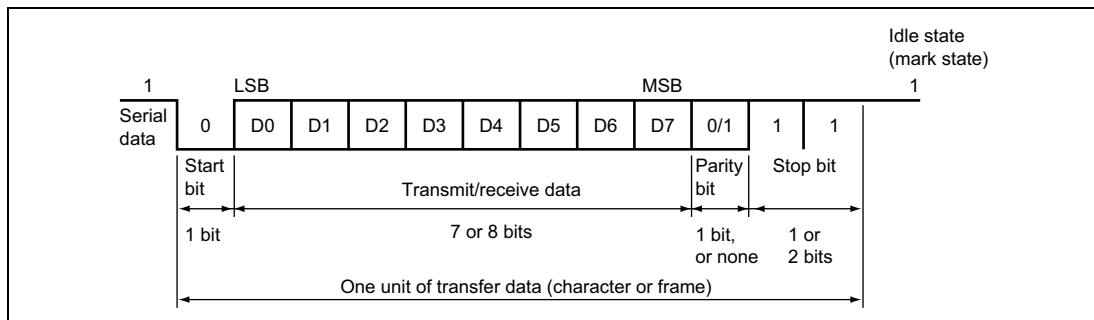 Idle state
(mark state)
1 LSB MSB 1
Serial
data
0 D0 D1 D2 D3 D4 D5 D6 D7 0/1 1 1
Start
bit
Transmit/receive data
Parity
bit
Stop bit
1 bit
7 or 8 bits
1 bit,
or none
1 or
2 bits
One unit of transfer data (character or frame)